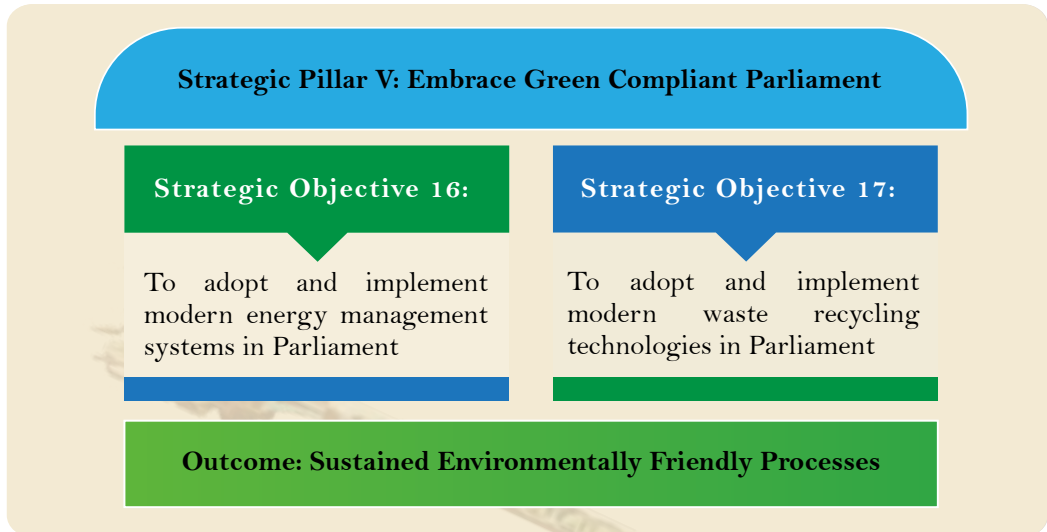 Strategic Pillar V: Embrace Green Compliant Parliament
Strategic Objective 16:
To adopt and implement
modern energy management
systems in Parliament
Strategic Objective 17:
To adopt and implement
modern waste recycling
technologies in Parliament
Outcome: Sustained Environmentally Friendly Processes